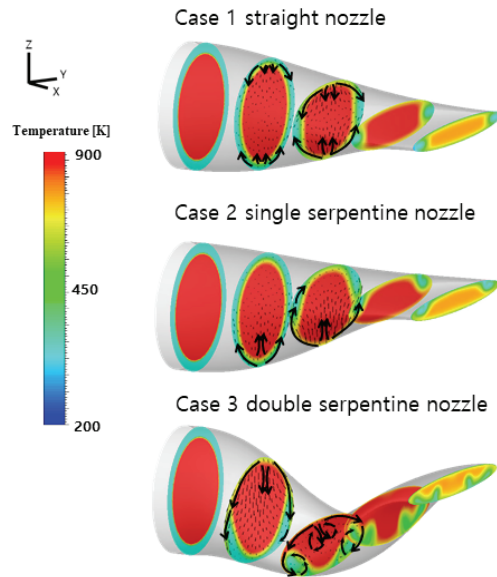 Case 1 straight nozzle
Z
Y
X
Temperature [K]
900
450
200
Case 2 single serpentine nozzle
Case 3 double serpentine nozzle